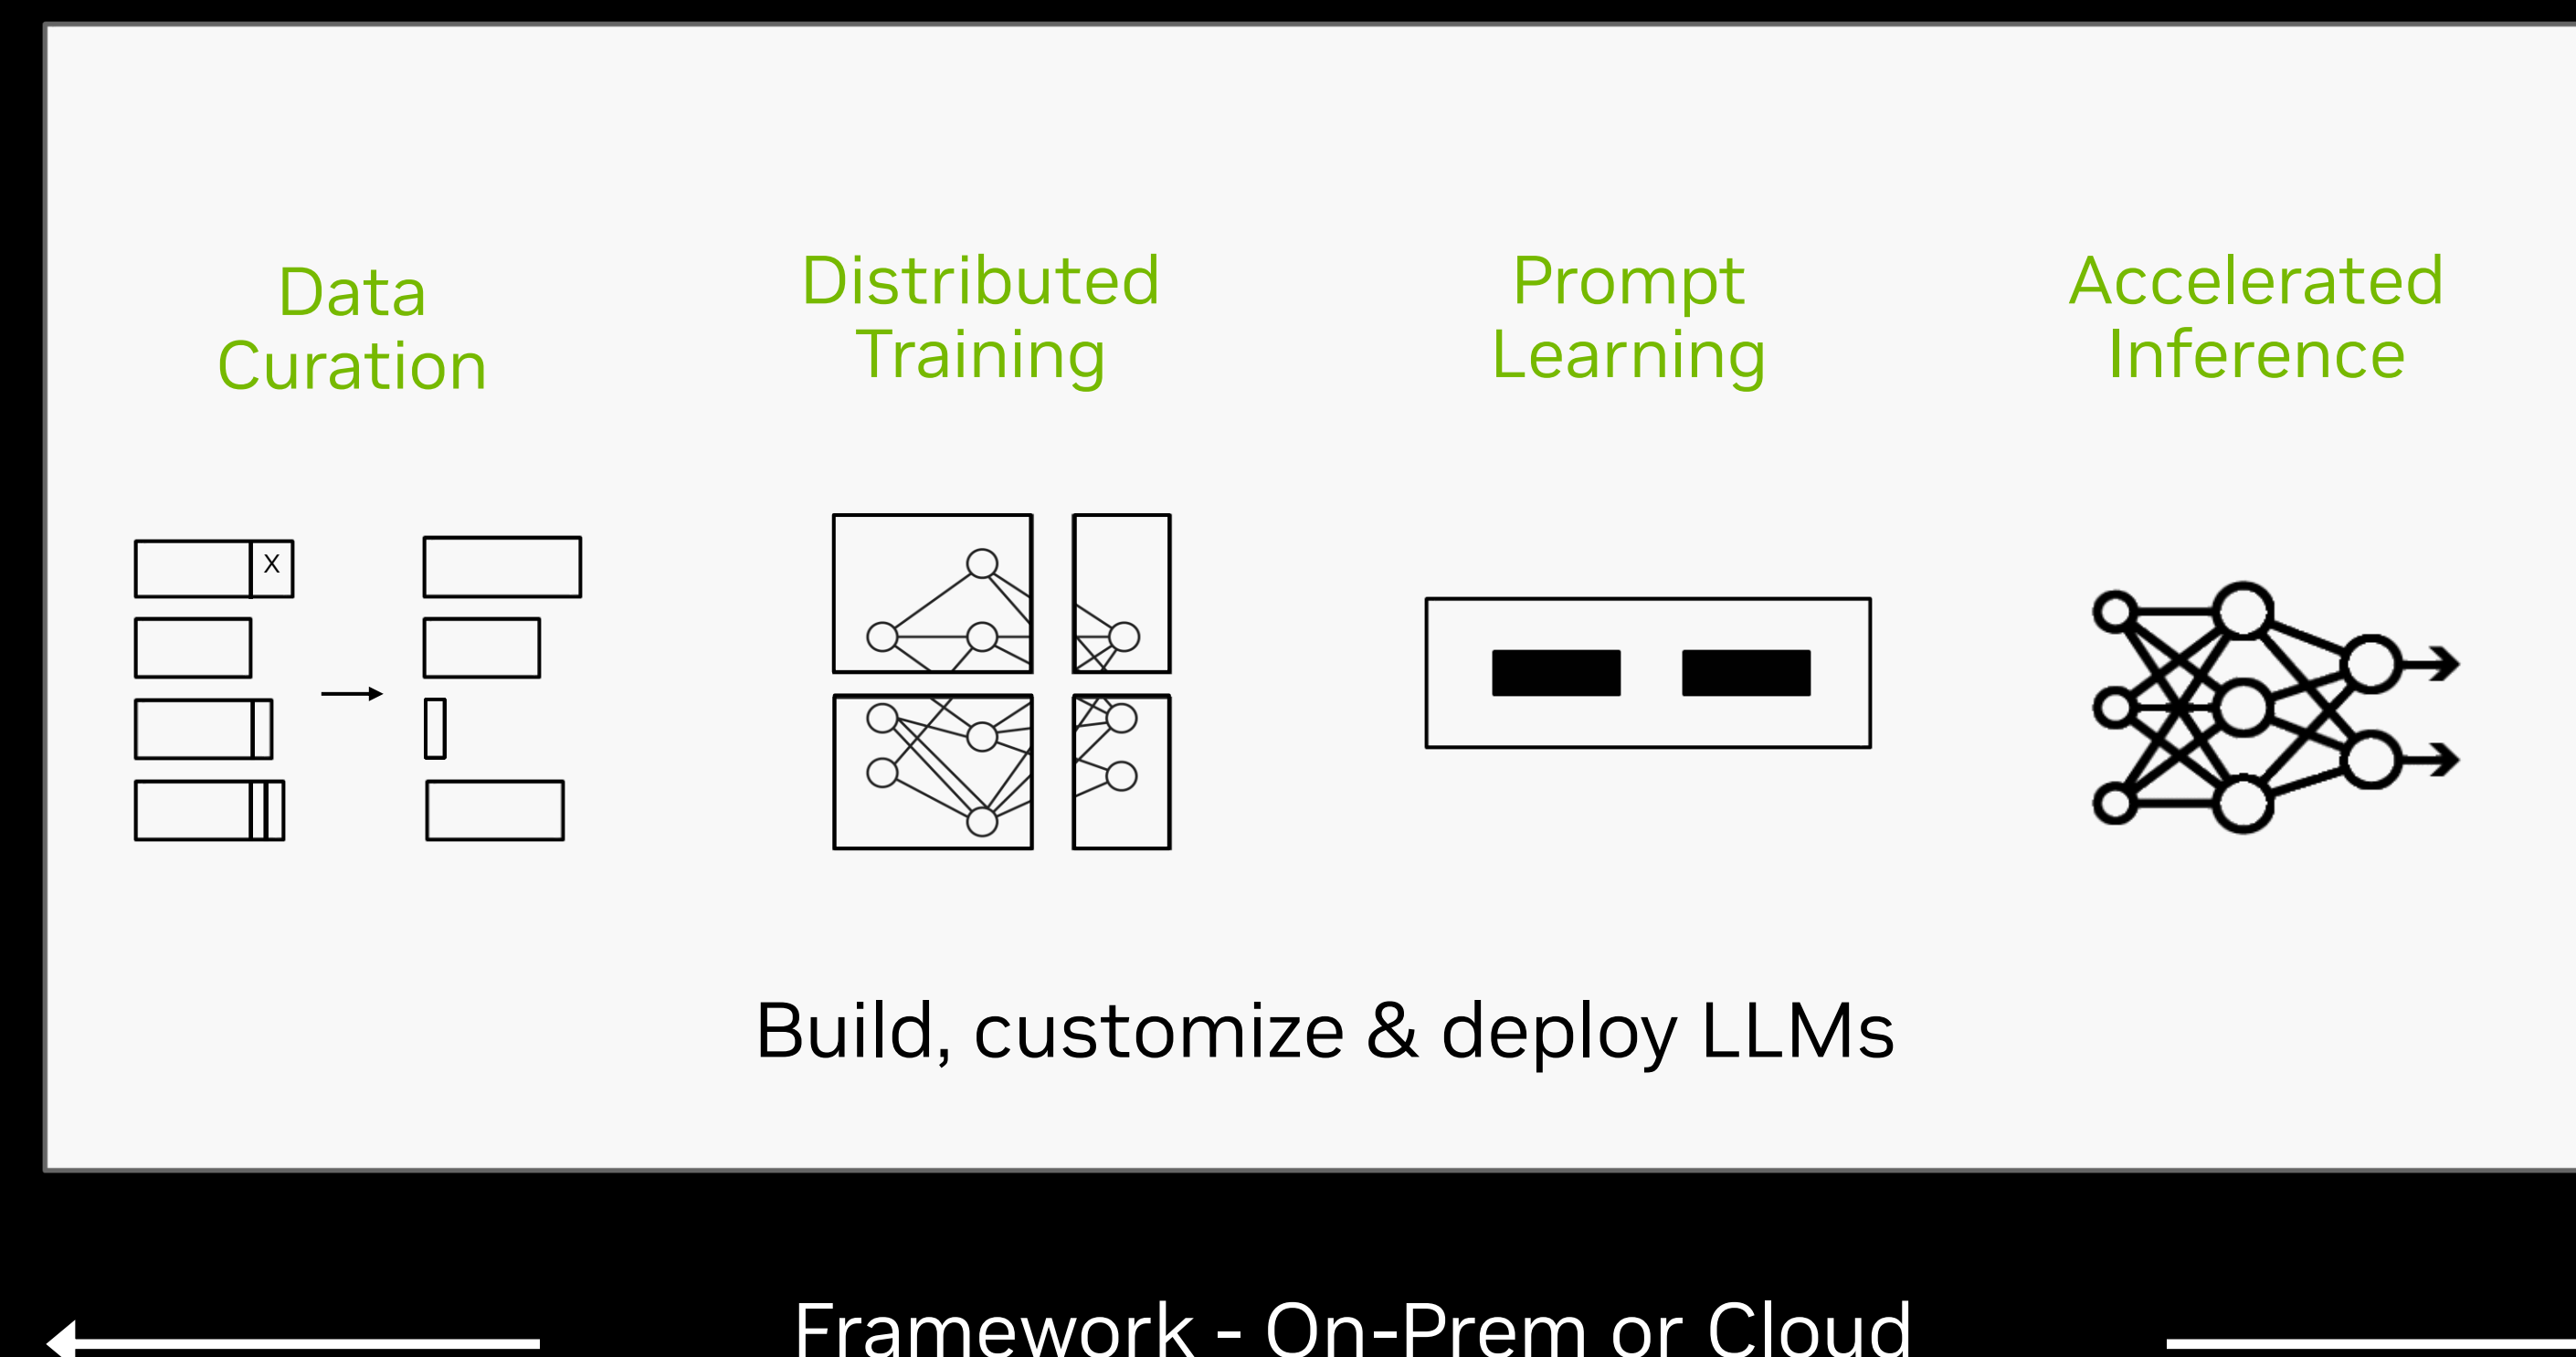 Data
Curation
Distributed
Training
Prompt
Learning
Accelerated
Inference
X
Build, customize & deploy LLMs
Framework - On-Prem or Cloud